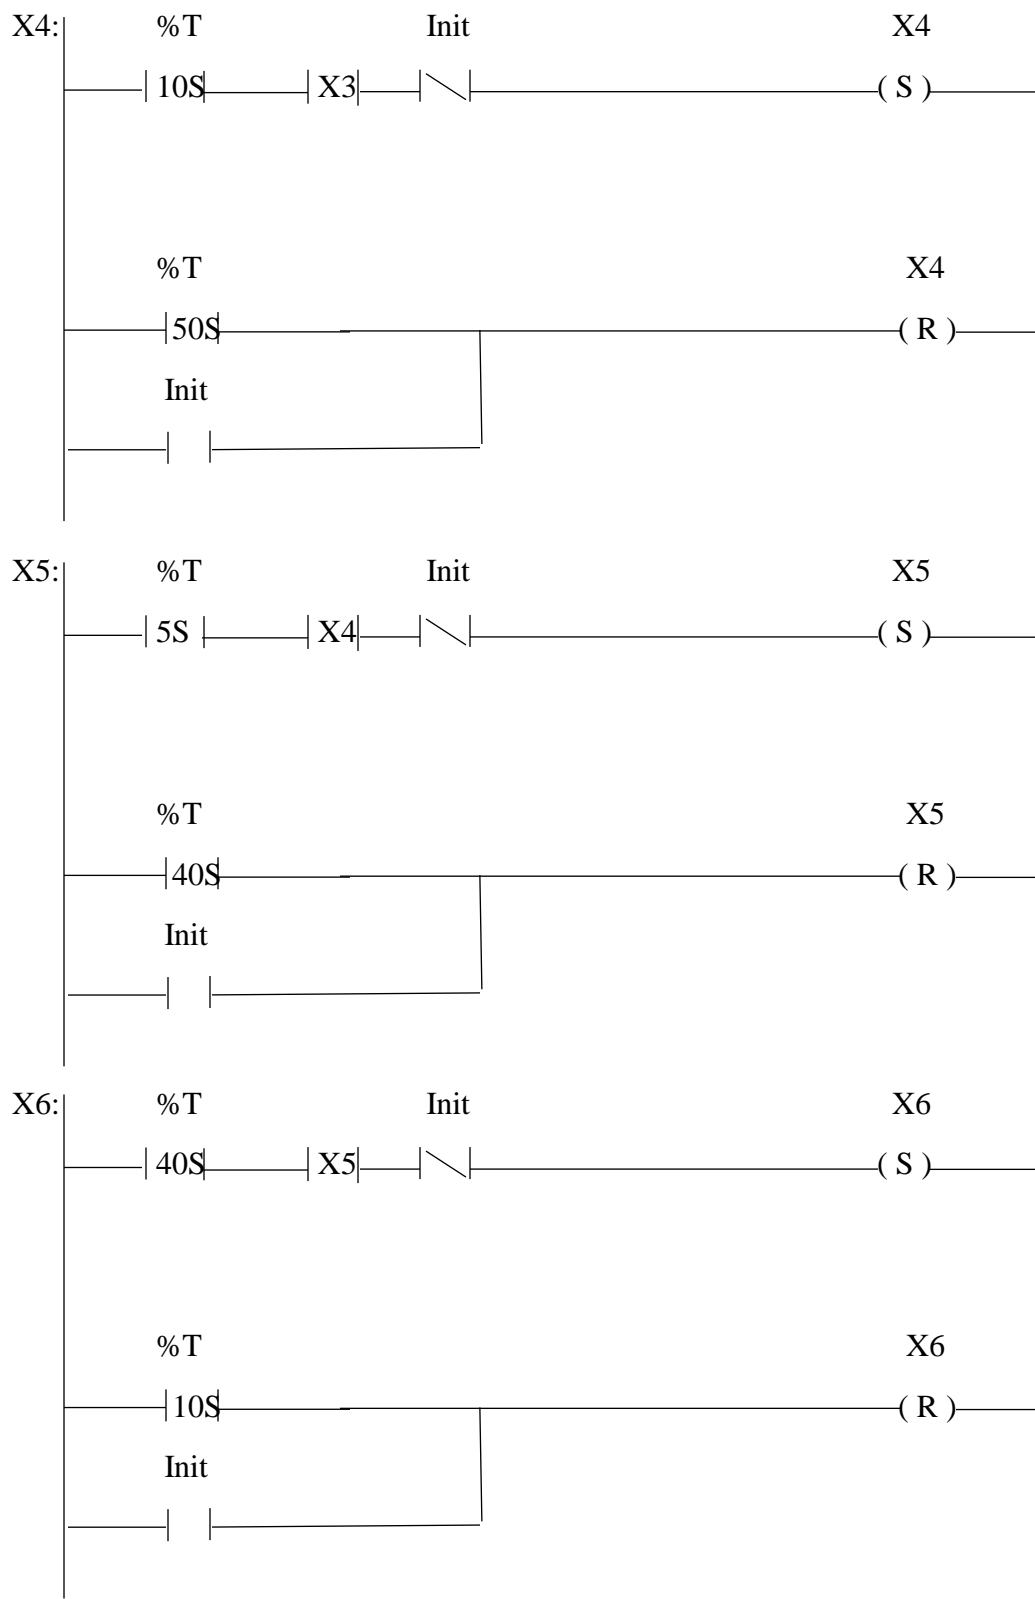 X4: %T Init X4
10S X3 ( S )
%T X4
50S ( R )
Init
X5: %T Init X5
5S X4 ( S )
%T X5
40S ( R )
Init
X6: %T Init X6
40S X5 ( S )
%T X6
10S ( R )
Init